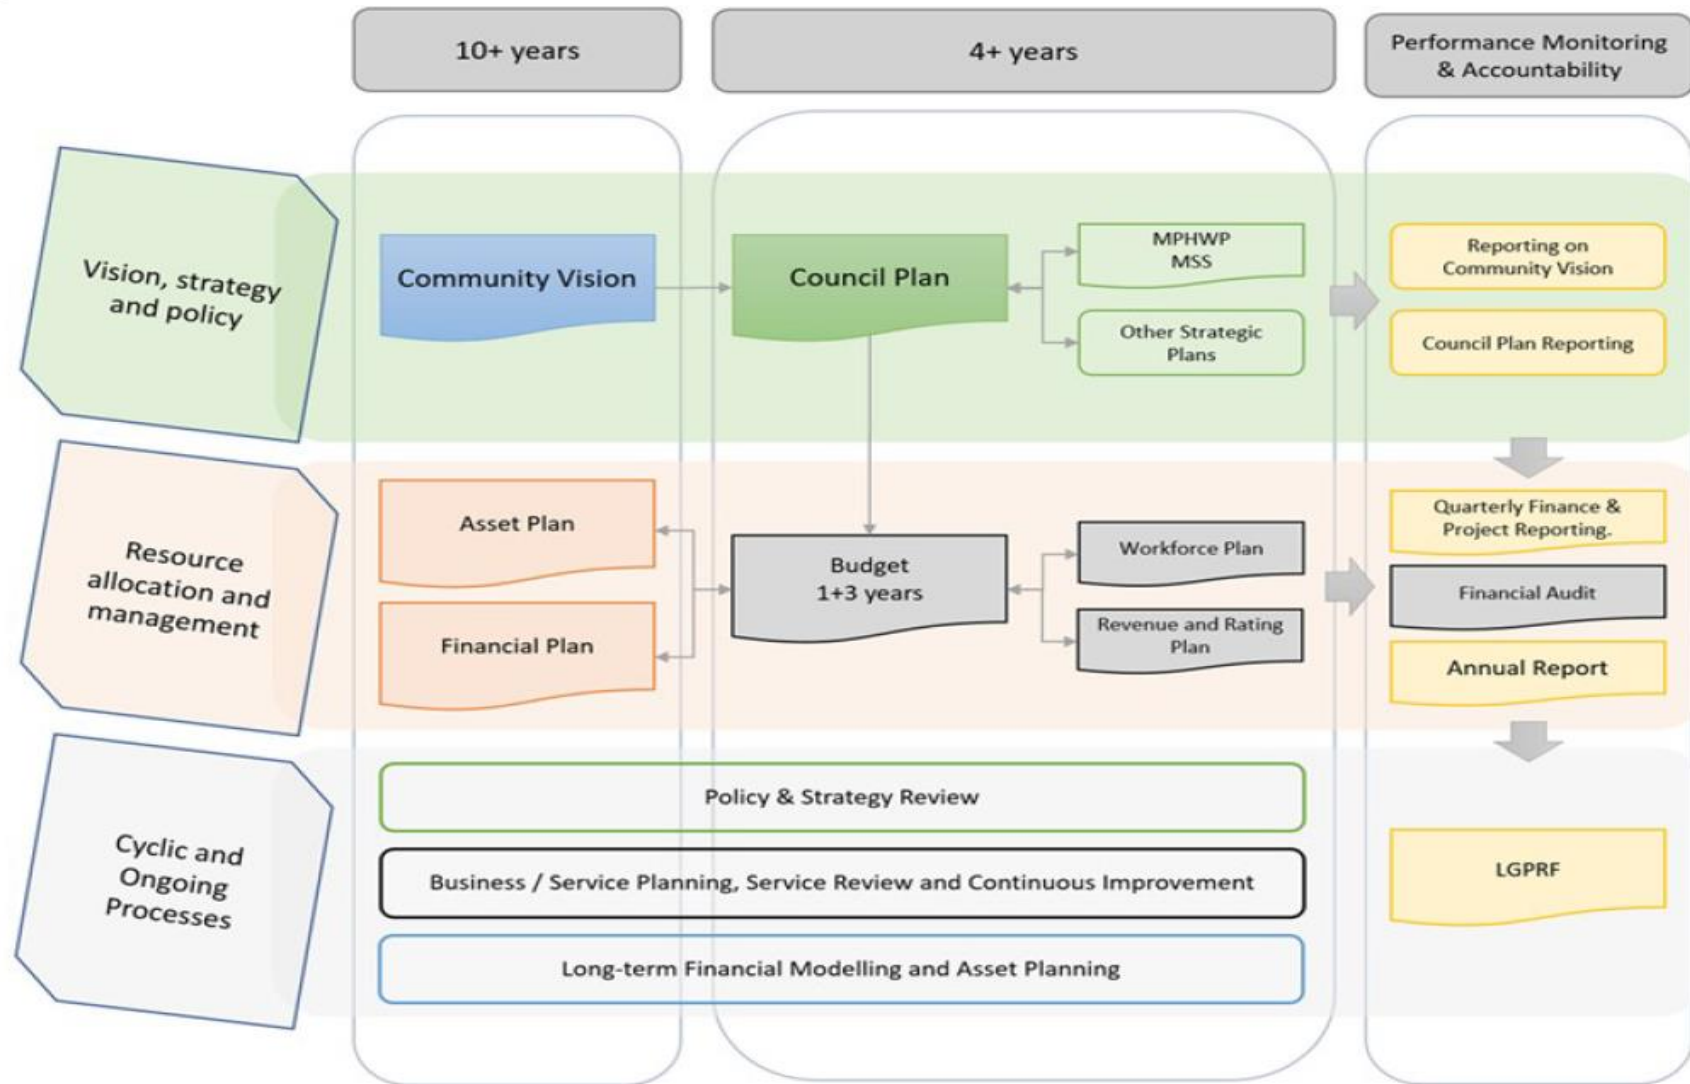 10+ years
4+ years
Performance Monitoring
& Accountability
Vision, strategy
and policy
Community Vision
Council Plan
MPHWP
MSS
Other Strategic
Plans
Reporting on
Community Vision
Council Plan Reporting
Resource
allocation and
management
Asset Plan
Financial Plan
Budget
1+3 years
Workforce Plan
Revenue and Rating
Plan
Quarterly Finance &
Project Reporting.
Financial Audit
Annual Report
Cyclic and
Ongoing
Processes
Policy & Strategy Review
Business / Service Planning, Service Review and Continuous Improvement
Long-term Financial Modelling and Asset Planning
LGPRF